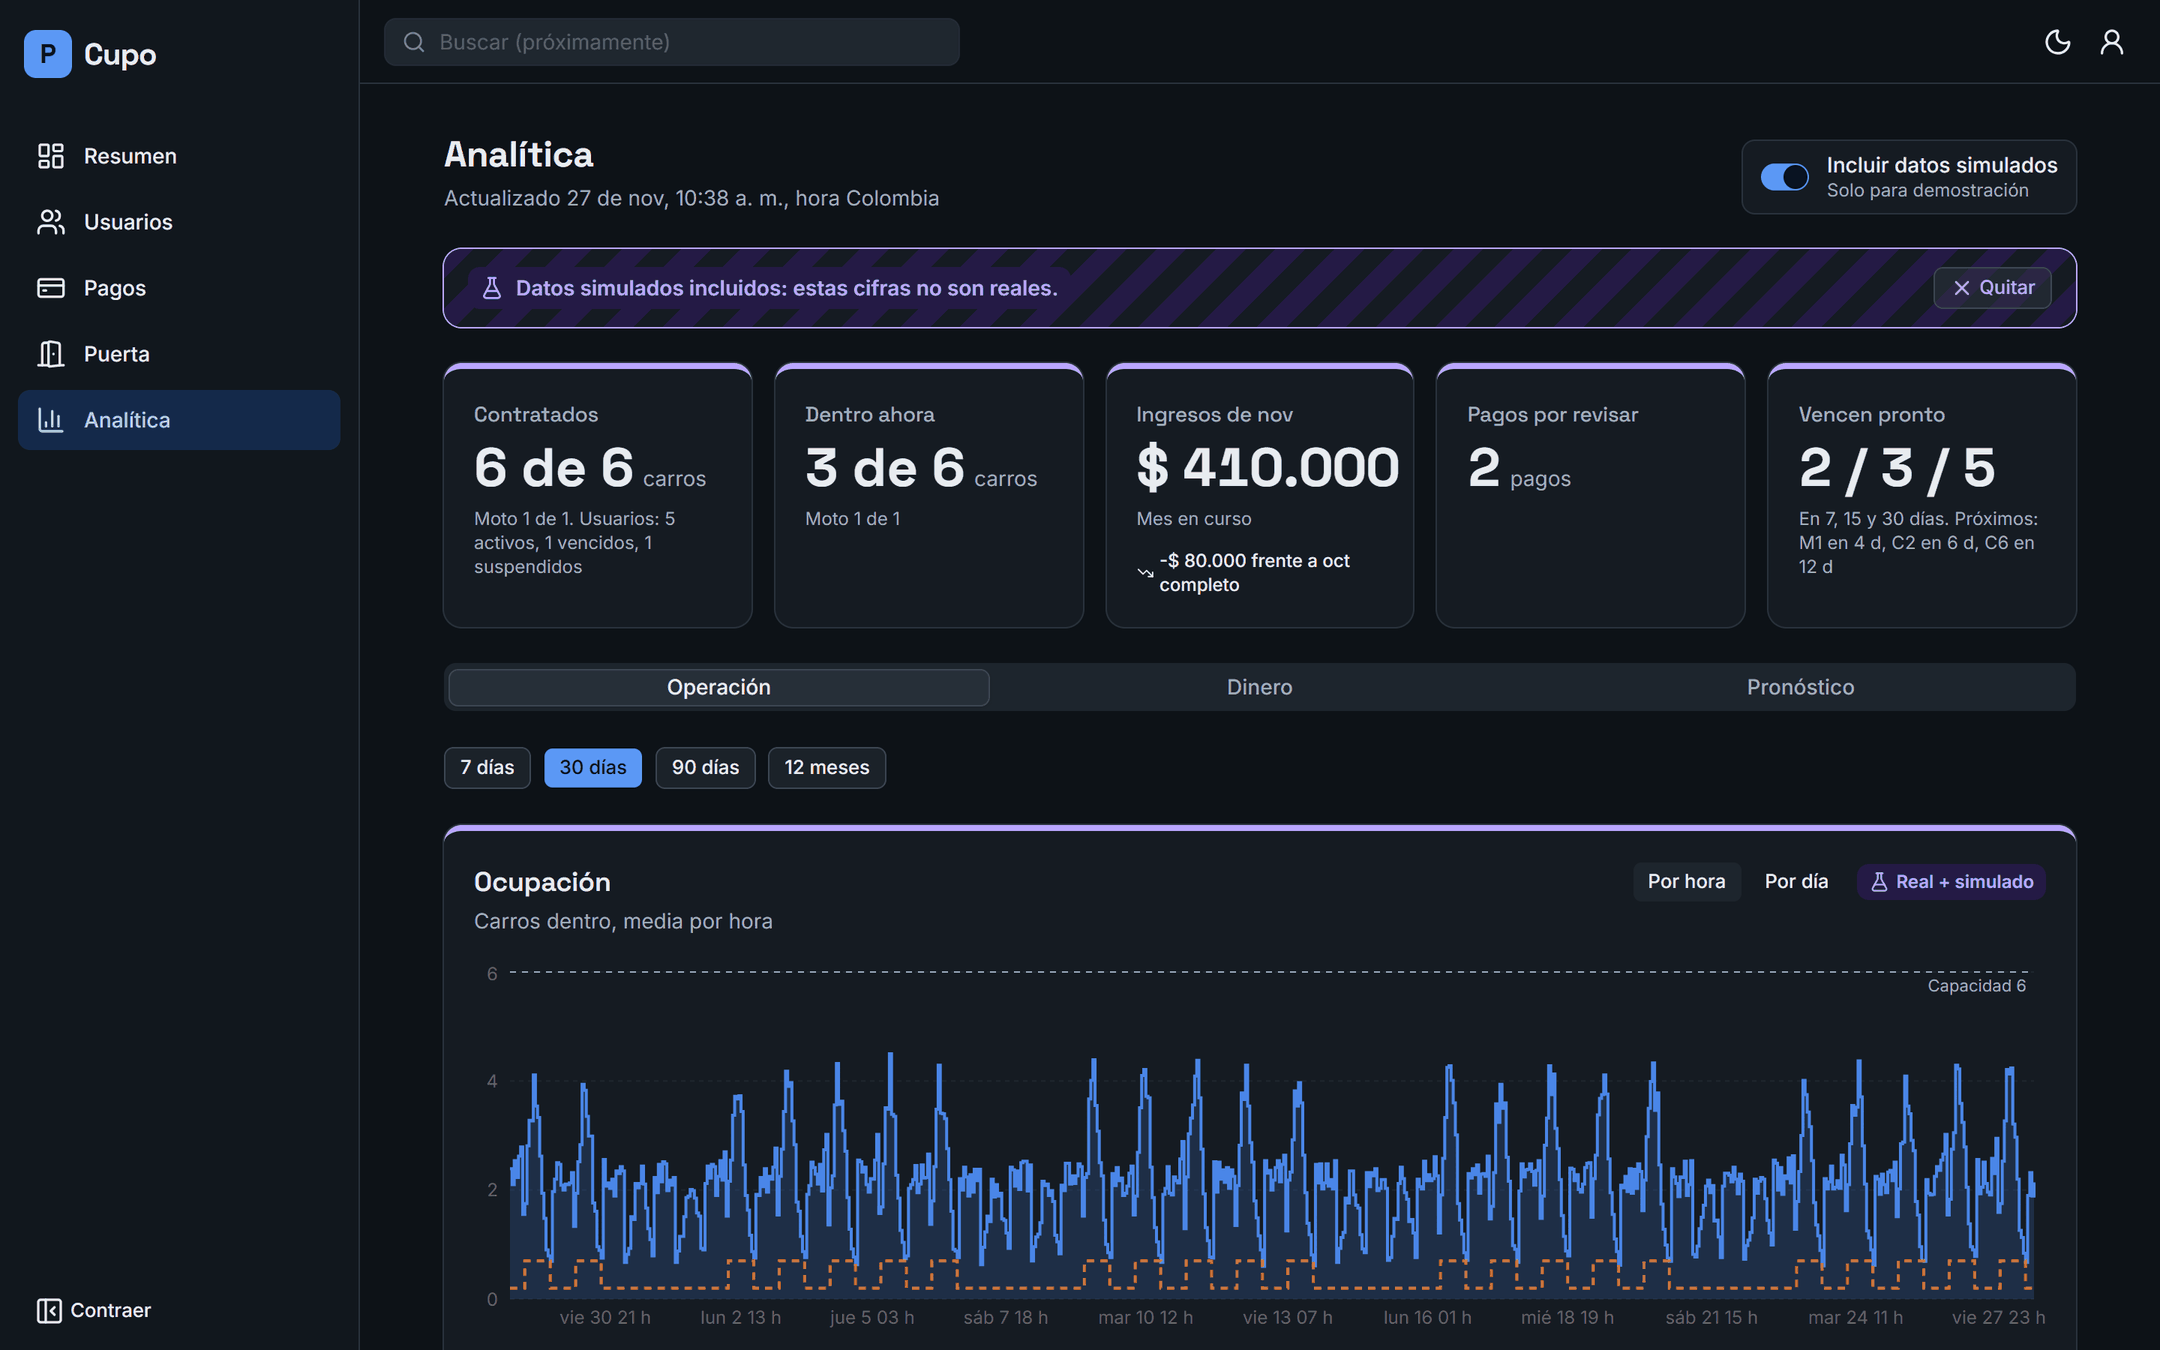 P Cupo
Buscar (próximamente)
Resumen
Usuarios
Pagos
Puerta
Analítica
Contraer
Analítica
Actualizado 27 de nov, 10:38 a. m., hora Colombia
Incluir datos simulados
Solo para demostración
Datos simulados incluidos: estas cifras no son reales.
Quitar
Contratados
6 de 6 carros
Moto 1 de 1. Usuarios: 5
activos, 1 vencidos, 1
suspendidos
Dentro ahora
3 de 6 carros
Moto 1 de 1
Ingresos de nov
$ 410.000
Mes en curso
-$ 80.000 frente a oct
completo
Pagos por revisar
2 pagos
Vencen pronto
2 / 3 / 5
En 7, 15 y 30 días. Próximos:
M1 en 4 d, C2 en 6 d, C6 en
12 d
Operación
Dinero
Pronóstico
7 días
30 días
90 días
12 meses
Ocupación
Carros dentro, media por hora
Por hora
Por día
Real + simulado
6
Capacidad 6
4
2
0
vie 30 21 h
lun 2 13 h
jue 5 03 h
sáb 7 18 h
mar 10 12 h
vie 13 07 h
lun 16 01 h
mié 18 19 h
sáb 21 15 h
mar 24 11 h
vie 27 23 h